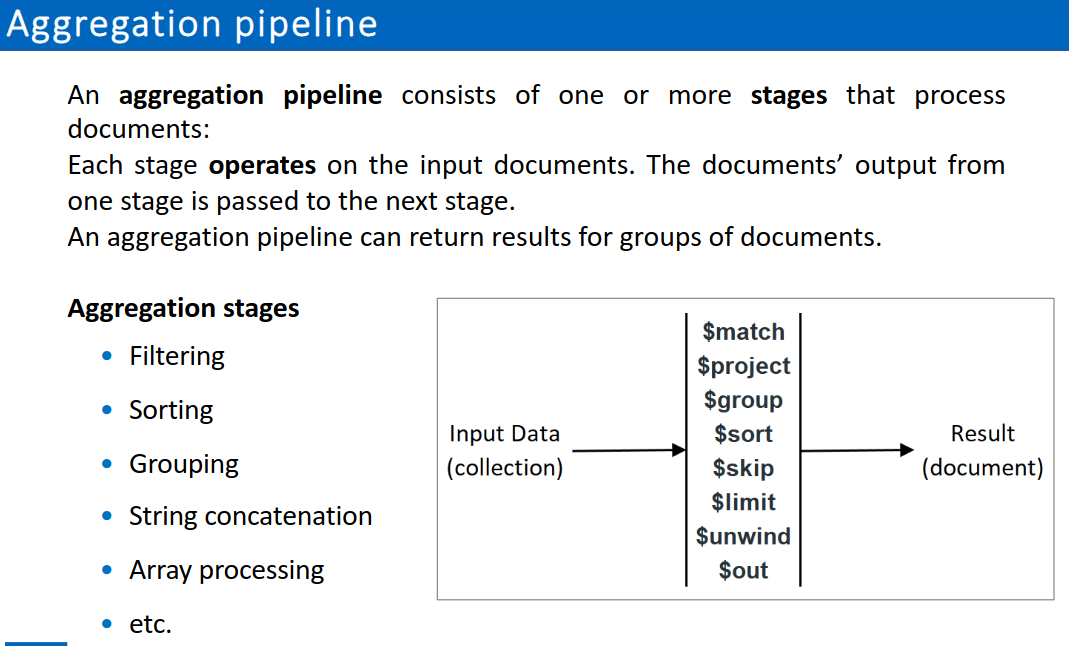 Aggregation pipeline
An aggregation pipeline consists of one or more stages that process
documents:
Each stage operates on the input documents. The documents’ output from
one stage is passed to the next stage.
An aggregation pipeline can return results for groups of documents.
Aggregation stages
• Filtering
• Sorting
• Grouping
• String concatenation
• Array processing
• etc.
Input Data
(collection)
$match
$project
$group
$sort
$skip
$limit
$unwind
$out
Result
(document)